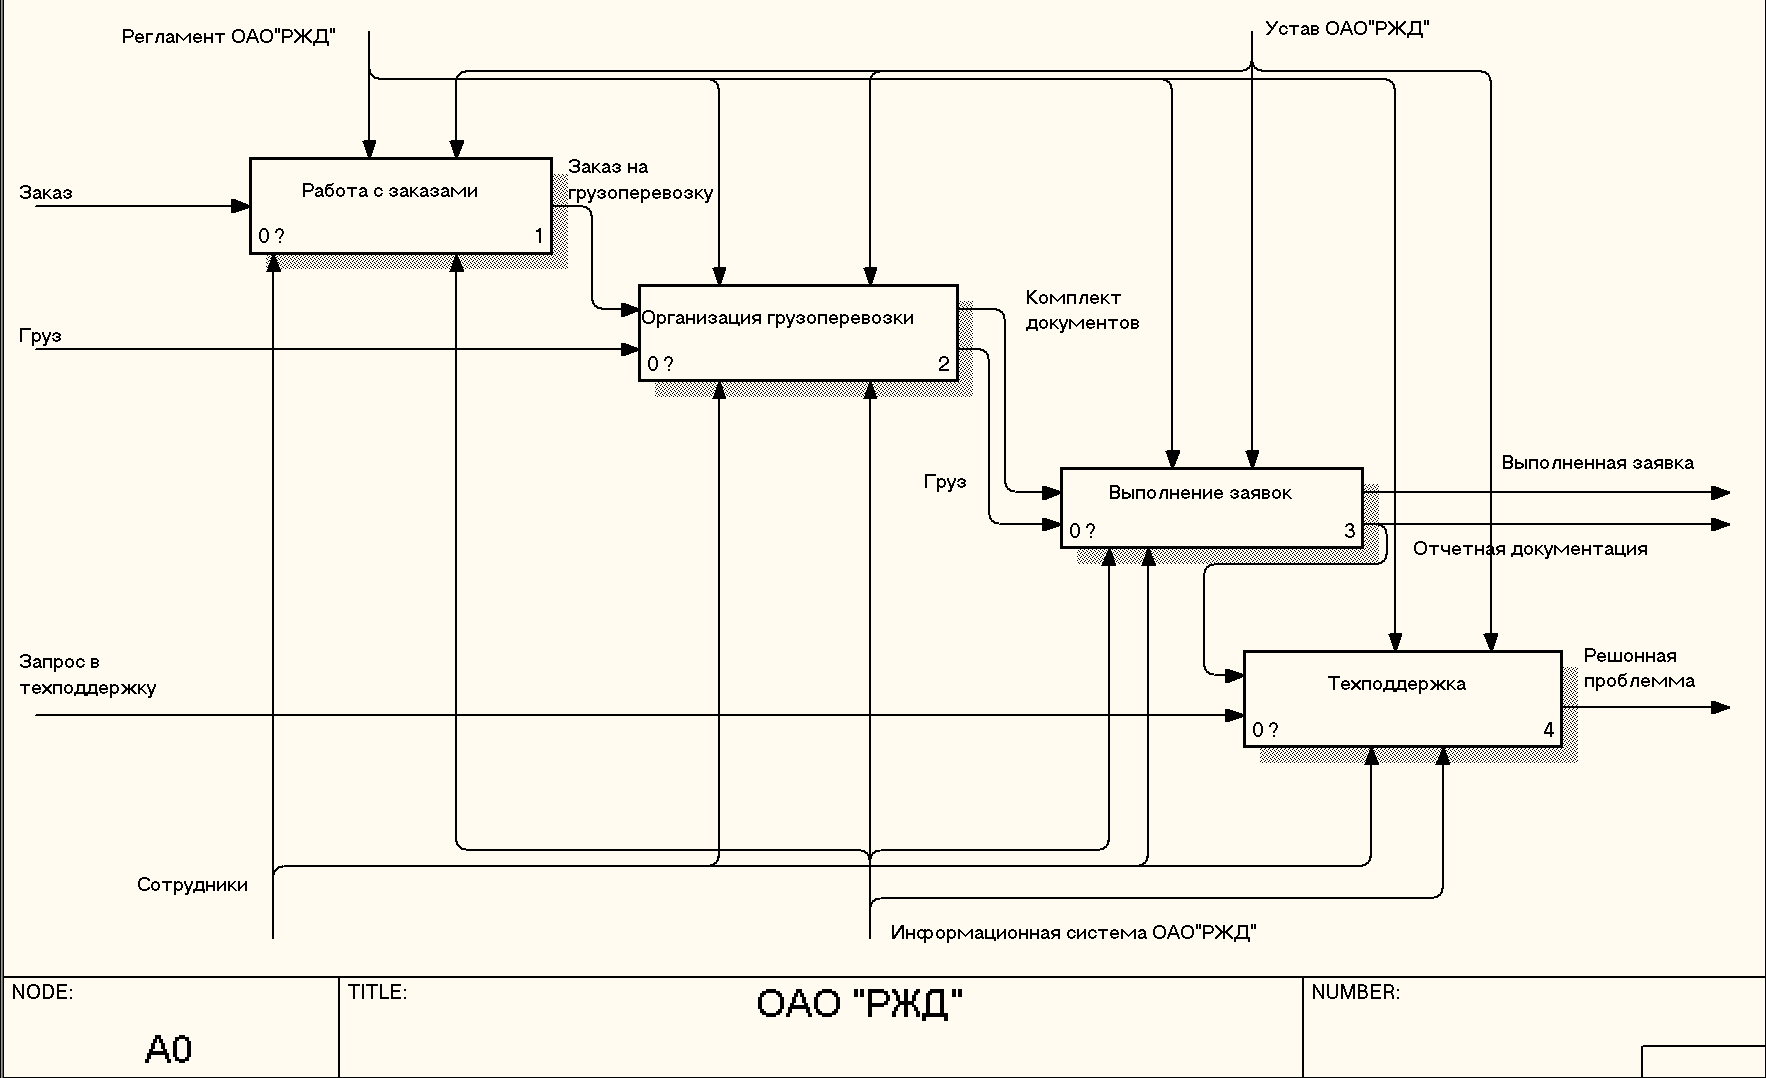 Регламент ОАО"РЖД"
Устав ОАО"РЖД"
Заказ на
грузоперевозку
Заказ
Работа с заказами
0 ?
1
Комплект
документов
Груз
Организация грузоперевозки
0 ?
2
Груз
Выполненная заявка
Выполнение заявок
0 ?
3
Отчетная документация
Запрос в
техподдержку
Решонная
проблемма
Техподдержка
0 ?
4
Сотрудники
Информационная система ОАО"РЖД"
NODE:
TITLE:
NUMBER:
ОАО "РЖД"
A0